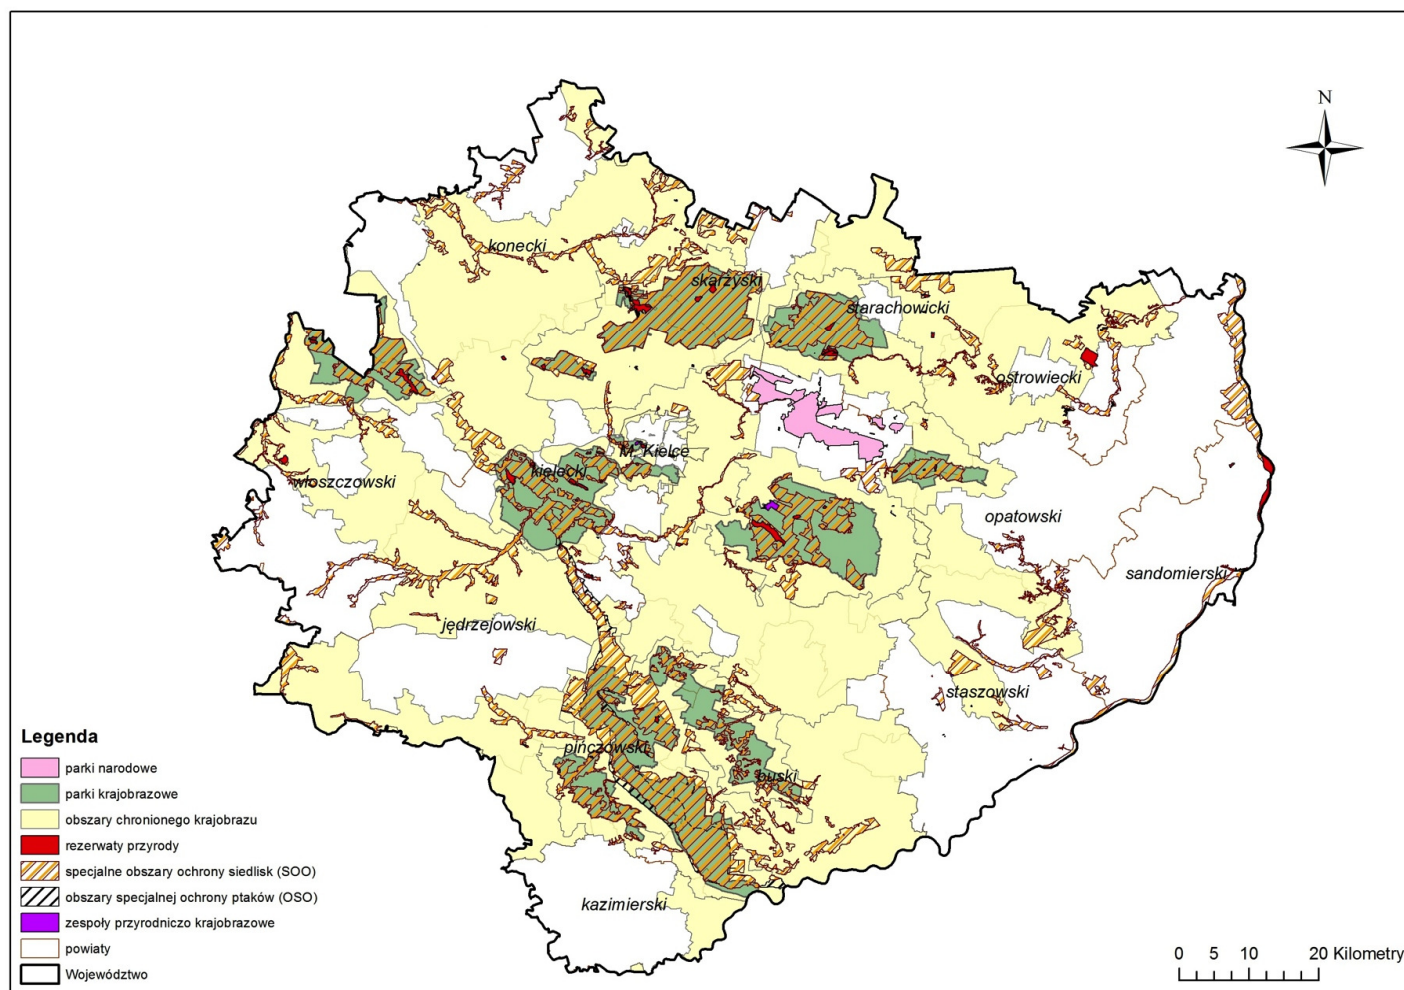 N
konecki
skarżyski
starachowicki
ostrowiecki
M. Kielce
kielecki
włoszczowski
opatowski
sandomierski
jędrzejowski
staszowski
pińczowski
buski
kazimierski
Legenda
parki narodowe
parki krajobrazowe
obszary chronionego krajobrazu
rezerwaty przyrody
specjalne obszary ochrony siedlisk (SOO)
obszary specjalnej ochrony ptaków (OSO)
zespoły przyrodniczo krajobrazowe
powiaty
Województwo
0 5 10 20 Kilometry